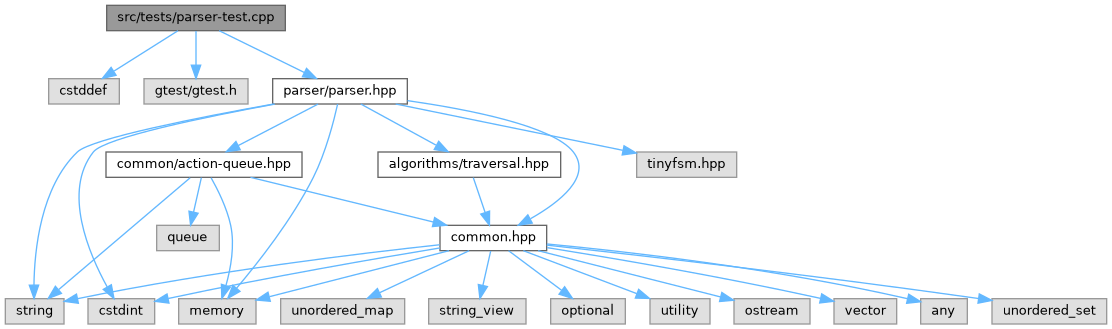 src/tests/parser-test.cpp
cstddef
gtest/gtest.h
parser/parser.hpp
common/action-queue.hpp
algorithms/traversal.hpp
tinyfsm.hpp
queue
common.hpp
string
cstdint
memory
unordered_map
string_view
optional
utility
ostream
vector
any
unordered_set